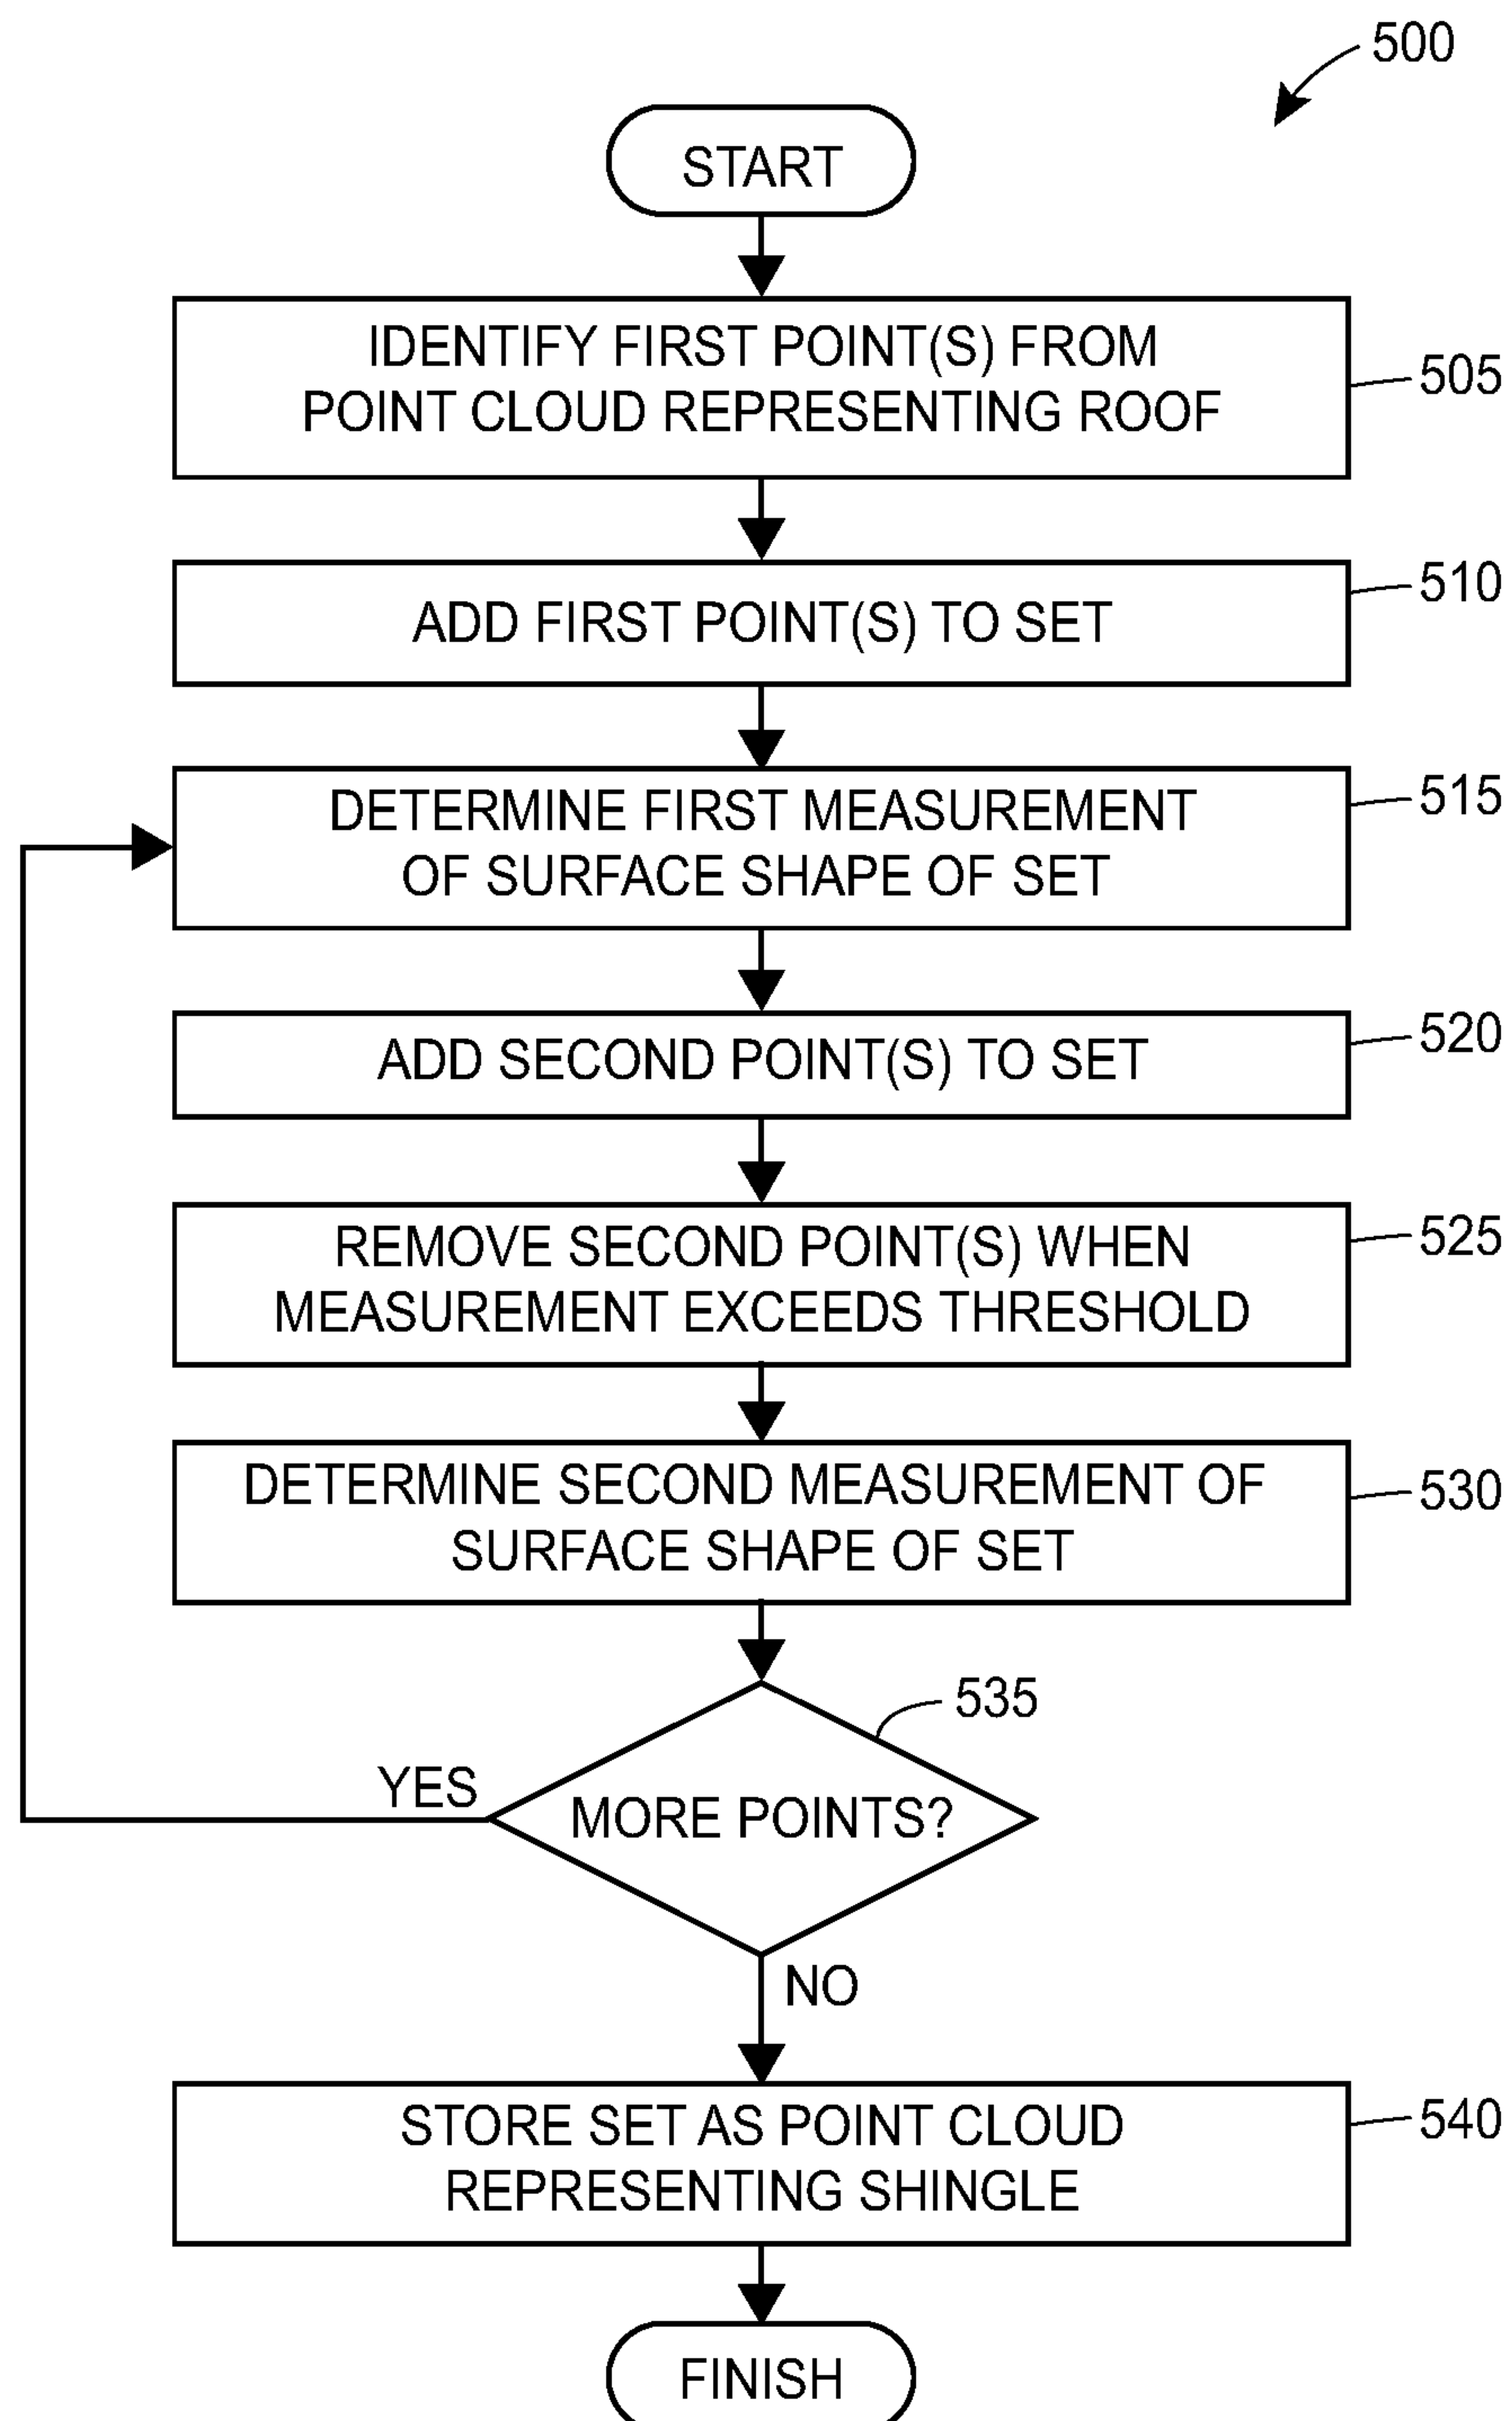 500
START
IDENTIFY FIRST POINT(S) FROM
POINT CLOUD REPRESENTING ROOF
505
ADD FIRST POINT(S) TO SET
510
DETERMINE FIRST MEASUREMENT
OF SURFACE SHAPE OF SET
515
ADD SECOND POINT(S) TO SET
520
REMOVE SECOND POINT(S) WHEN
MEASUREMENT EXCEEDS THRESHOLD
525
DETERMINE SECOND MEASUREMENT OF
SURFACE SHAPE OF SET
530
535
YES
MORE POINTS?
NO
STORE SET AS POINT CLOUD
REPRESENTING SHINGLE
540
FINISH